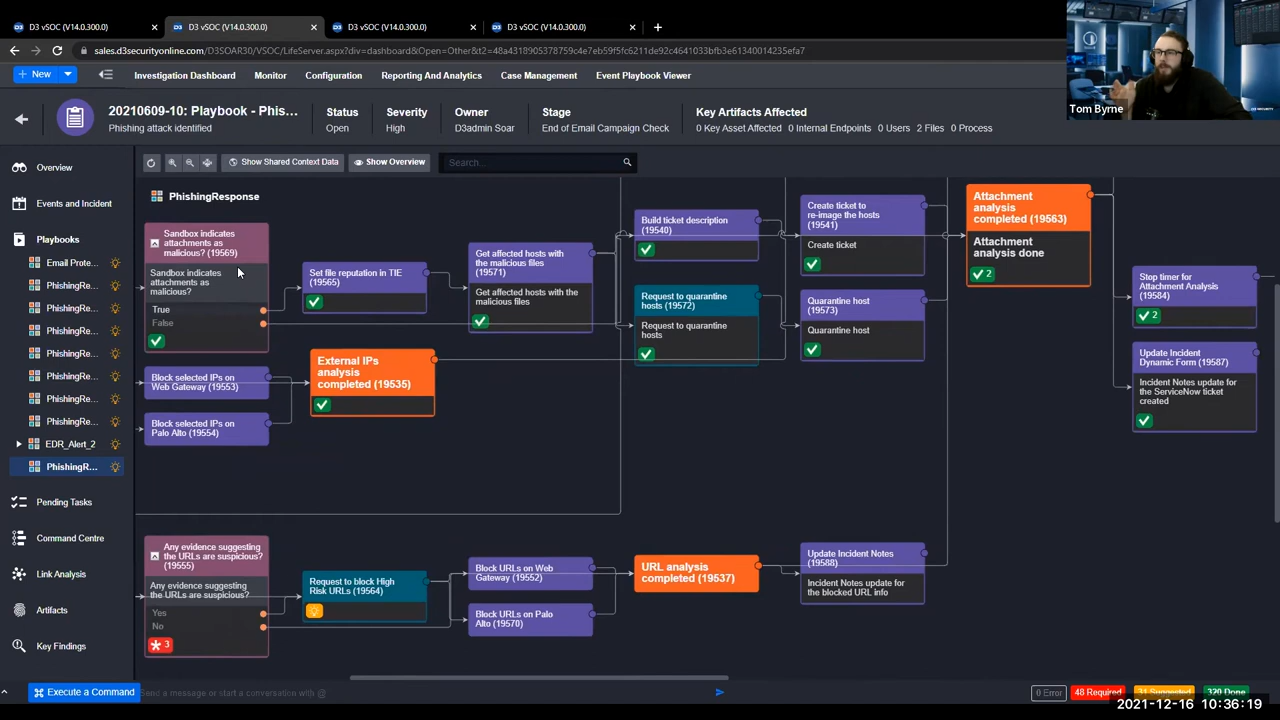 D3 vSOC (V14.0.300.0)
D3 vSOC (V14.0.300.0)
D3 vSOC (V14.0.300.0)
D3 vSOC (V14.0.300.0)
sales.d3securityonline.com/D3SOAR30/VSOC/LifeServer.aspx?div=dashboard&Open=Other&t2=48a4318905378759c4e7eb59f5fc6211de92c4641033bf3e61340014235efa7
New
Investigation Dashboard
Monitor
Configuration
Reporting And Analytics
Case Management
Event Playbook Viewer
Tom Byrne
20210609-10: Playbook - Phis...
Phishing attack identified
Status
Open
Severity
High
Owner
D3admin Soar
Stage
End of Email Campaign Check
Key Artifacts Affected
0 Key Asset Affected 0 Internal Endpoints 0 Users 2 Files 0 Process
Overview
Events and Incident
Playbooks
Email Prote...
PhishingRe...
PhishingRe...
PhishingRe...
PhishingRe...
PhishingRe...
PhishingRe...
PhishingRe...
EDR_Alert_2
PhishingR...
Pending Tasks
Command Centre
Link Analysis
Artifacts
Key Findings
Show Shared Context Data
Show Overview
Search...
PhishingResponse
Sandbox indicates
attachments as
malicious? (19569)
Sandbox indicates
attachments as
malicious?
True
False
Set file reputation in TIE
(19565)
Get affected hosts with
the malicious files
(19571)
Get affected hosts with the
malicious files
Build ticket description
(19540)
Create ticket to
re-image the hosts
(19541)
Create ticket
Attachment
analysis
completed (19563)
Attachment
analysis done
2
Stop timer for
Attachment Analysis
(19584)
2
Request to quarantine
hosts (19572)
Request to quarantine
hosts
Quarantine host
(19573)
Quarantine host
Update Incident
Dynamic Form (19587)
Incident Notes update for
the ServiceNow ticket
created
Block selected IPs on
Web Gateway (19553)
Block selected IPs on
Palo Alto (19554)
External IPs
analysis
completed (19535)
Any evidence suggesting
the URLs are suspicious?
(19555)
Any evidence suggesting
the URLs are suspicious?
Yes
No
3
Request to block High
Risk URLs (19564)
Block URLs on Web
Gateway (19552)
Block URLs on Palo
Alto (19570)
URL analysis
completed (19537)
Update Incident Notes
(19588)
Incident Notes update for
the blocked URL info
Execute a Command
Send a message or start a conversation with @
0 Error
48 Required
31 Suggested
320 Done
2021-12-16 10:36:19